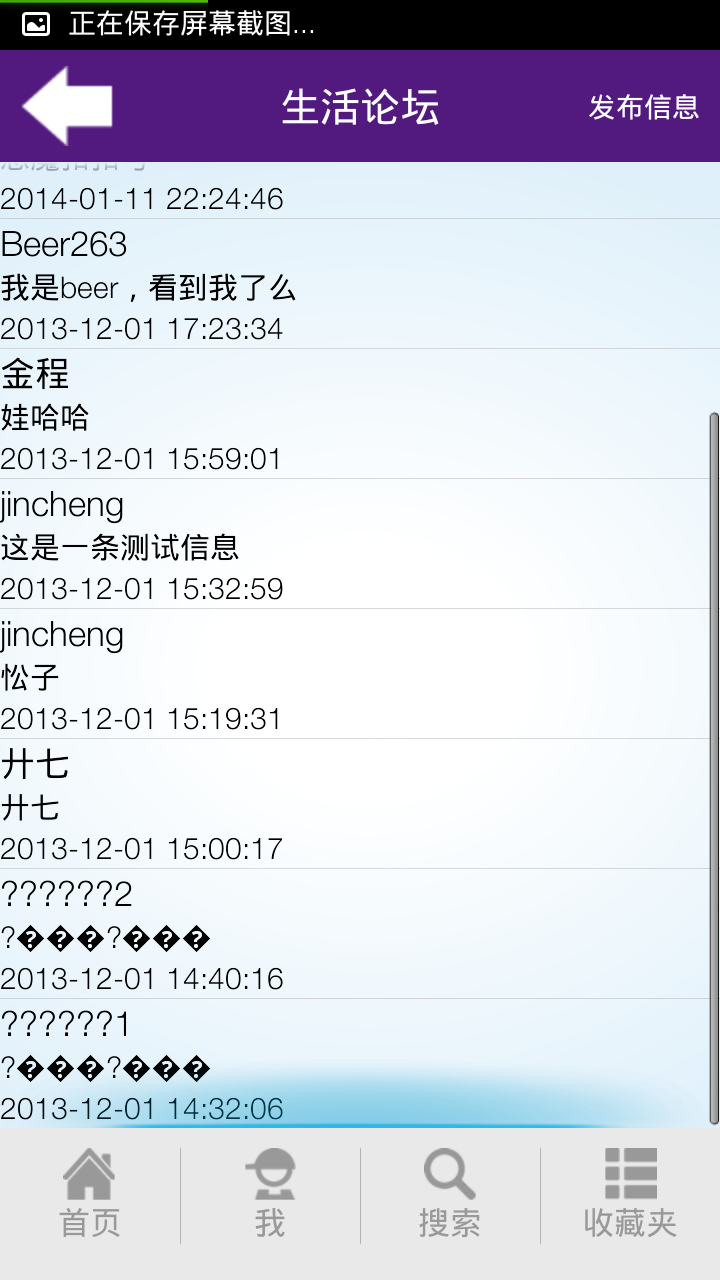 正在保存屏幕截图...
生活论坛
发布信息
2014-01-11 22:24:46
Beer263
我是beer，看到我了么
2013-12-01 17:23:34
金程
娃哈哈
2013-12-01 15:59:01
jincheng
这是一条测试信息
2013-12-01 15:32:59
jincheng
忪子
2013-12-01 15:19:31
廾七
廾七
2013-12-01 15:00:17
??????2
?���?���
2013-12-01 14:40:16
??????1
?���?���
2013-12-01 14:32:06
首页
我
搜索
收藏夹